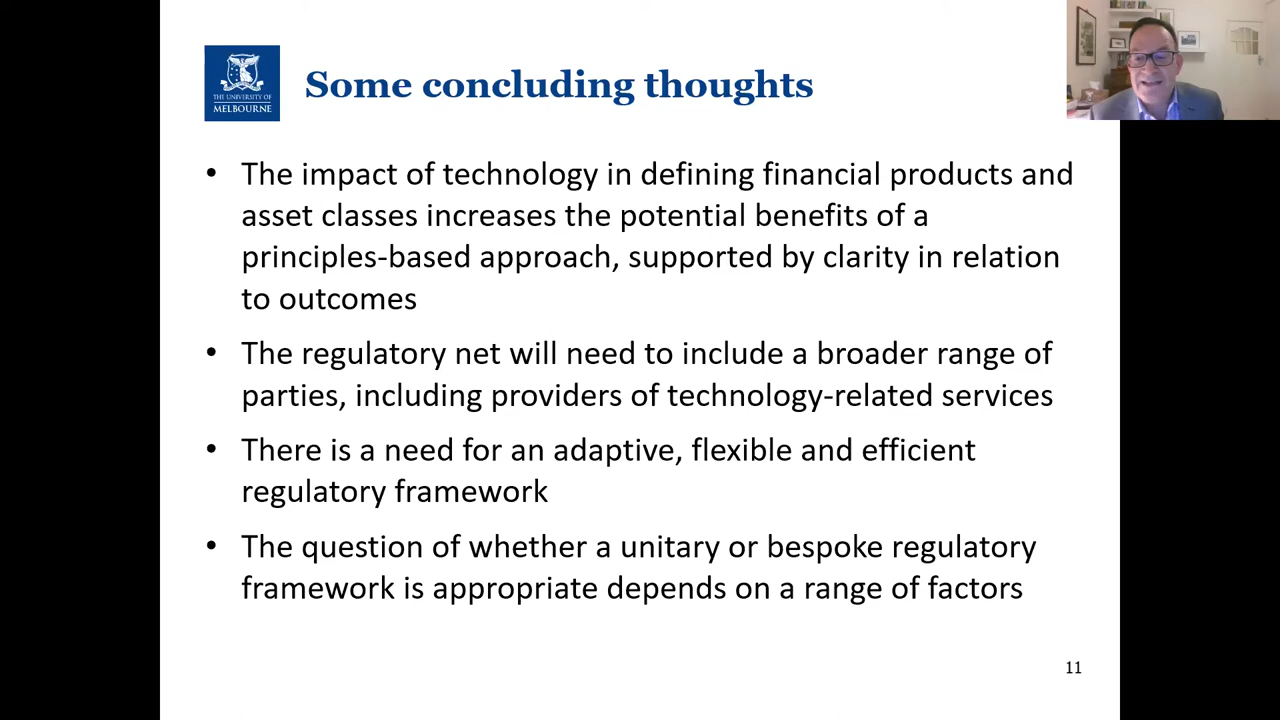 THE UNIVERSITY OF
MELBOURNE
Some concluding thoughts
• The impact of technology in defining financial products and
asset classes increases the potential benefits of a
principles-based approach, supported by clarity in relation
to outcomes
• The regulatory net will need to include a broader range of
parties, including providers of technology-related services
• There is a need for an adaptive, flexible and efficient
regulatory framework
• The question of whether a unitary or bespoke regulatory
framework is appropriate depends on a range of factors
11